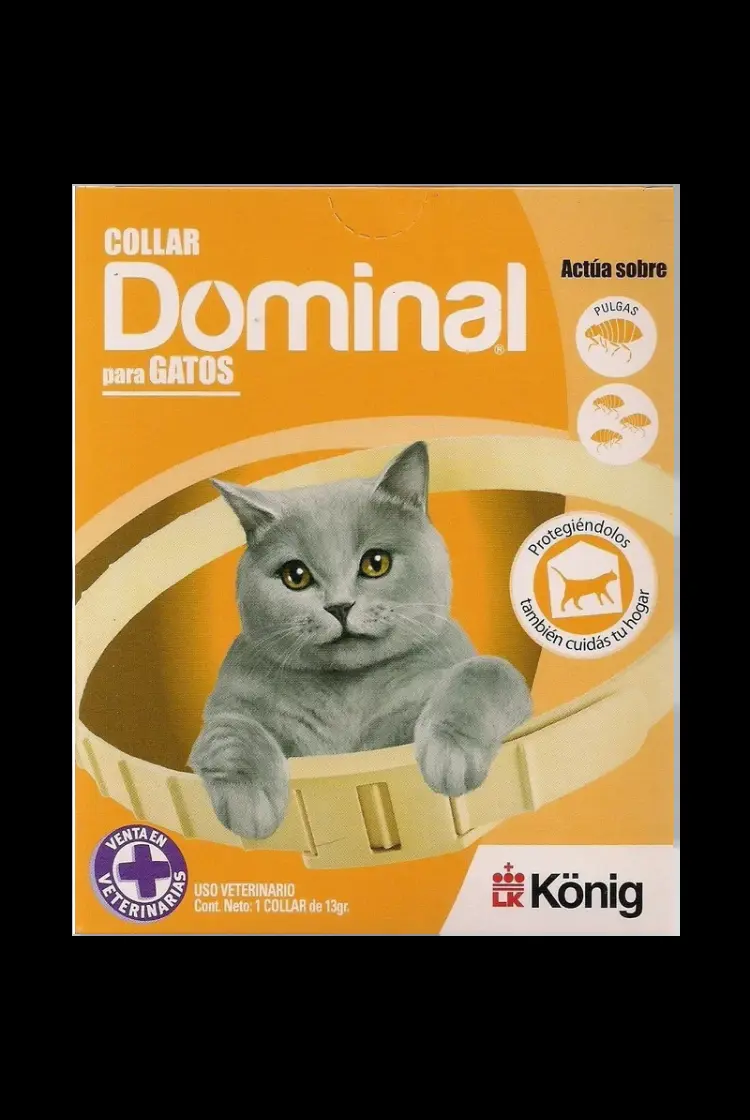 COLLAR
Dominal®
para GATOS
Actúa sobre
PULGAS
Protegiéndolos
también cuidás tu hogar
VENTA EN
VETERINARIAS
USO VETERINARIO
Cont. Neto: 1 COLLAR de 13gr.
LK König